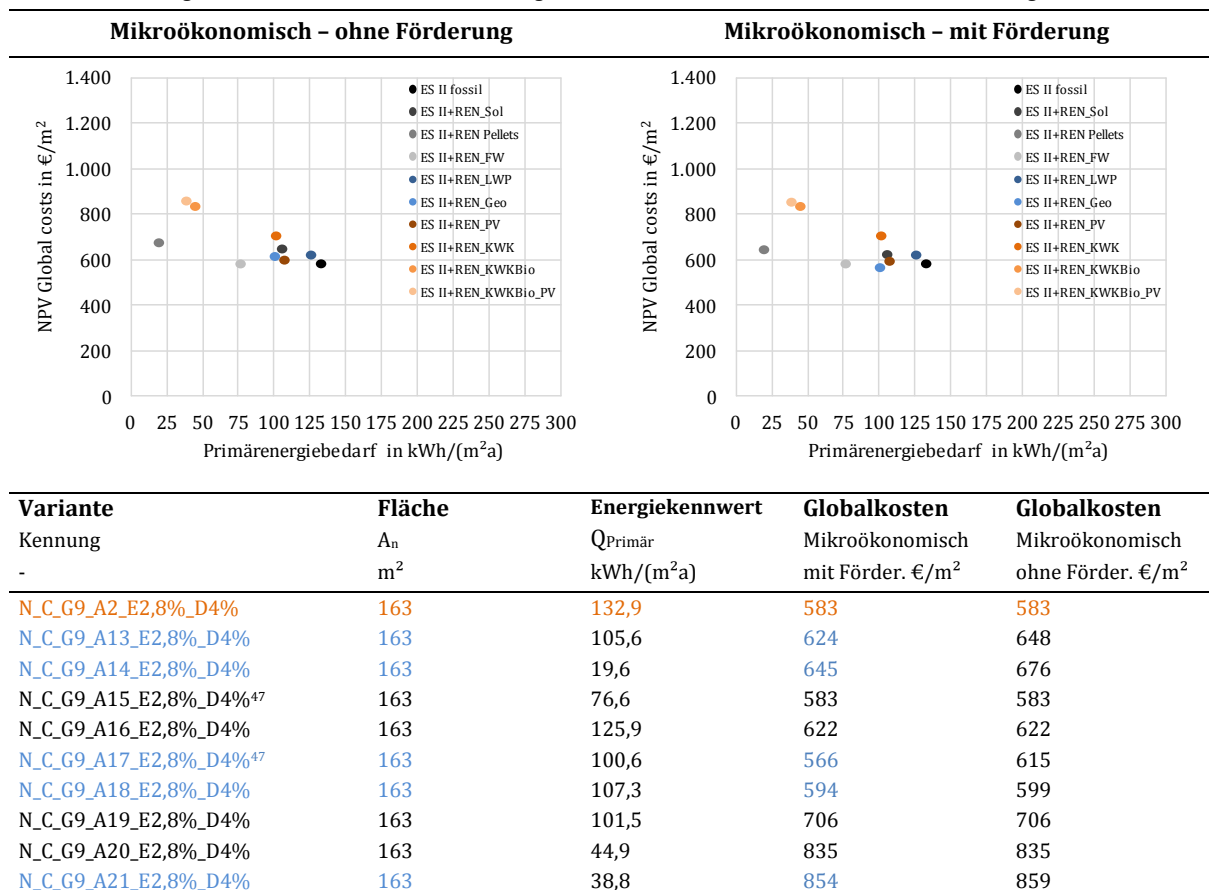 Mikroökonomisch – ohne Förderung
Mikroökonomisch – mit Förderung
NPV Global costs in €/m²
1.400
1.200
1.000
800
600
400
200
0
0 25 50 75 100 125 150 175 200 225 250 275 300
Primärenergiebedarf in kWh/(m²a)
ES II fossil
ES II+REN_Sol
ES II+REN Pellets
ES II+REN_FW
ES II+REN_LWP
ES II+REN_Geo
ES II+REN_PV
ES II+REN_KWK
ES II+REN_KWKBio
ES II+REN_KWKBio_PV
NPV Global costs in €/m²
1.400
1.200
1.000
800
600
400
200
0
0 25 50 75 100 125 150 175 200 225 250 275 300
Primärenergiebedarf in kWh/(m²a)
ES II fossil
ES II+REN_Sol
ES II+REN Pellets
ES II+REN_FW
ES II+REN_LWP
ES II+REN_Geo
ES II+REN_PV
ES II+REN_KWK
ES II+REN_KWKBio
ES II+REN_KWKBio_PV
Variante Fläche Energiekennwert Globalkosten Globalkosten
Kennung An QPrimär Mikroökonomisch Mikroökonomisch
- m² kWh/(m²a) mit Förder. €/m² ohne Förder. €/m²
N_C_G9_A2_E2,8%_D4% 163 132,9 583 583
N_C_G9_A13_E2,8%_D4% 163 105,6 624 648
N_C_G9_A14_E2,8%_D4% 163 19,6 645 676
N_C_G9_A15_E2,8%_D4%47 163 76,6 583 583
N_C_G9_A16_E2,8%_D4% 163 125,9 622 622
N_C_G9_A17_E2,8%_D4%47 163 100,6 566 615
N_C_G9_A18_E2,8%_D4% 163 107,3 594 599
N_C_G9_A19_E2,8%_D4% 163 101,5 706 706
N_C_G9_A20_E2,8%_D4% 163 44,9 835 835
N_C_G9_A21_E2,8%_D4% 163 38,8 854 859